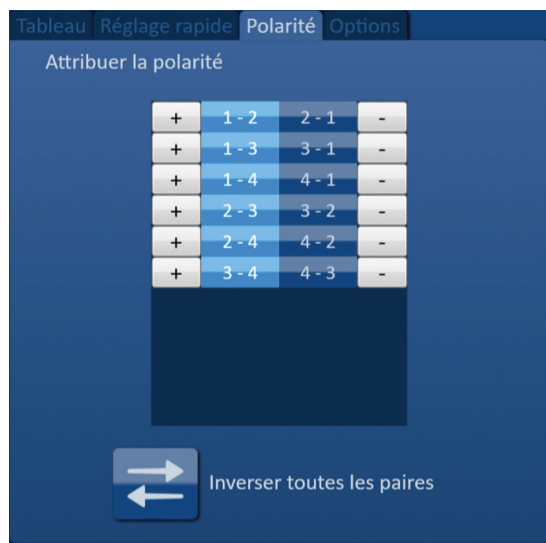 Tableau Réglage rapide Polarité Options
Attribuer la polarité
+ 1 - 2 2 - 1 -
+ 1 - 3 3 - 1 -
+ 1 - 4 4 - 1 -
+ 2 - 3 3 - 2 -
+ 2 - 4 4 - 2 -
+ 3 - 4 4 - 3 -
Inverser toutes les paires